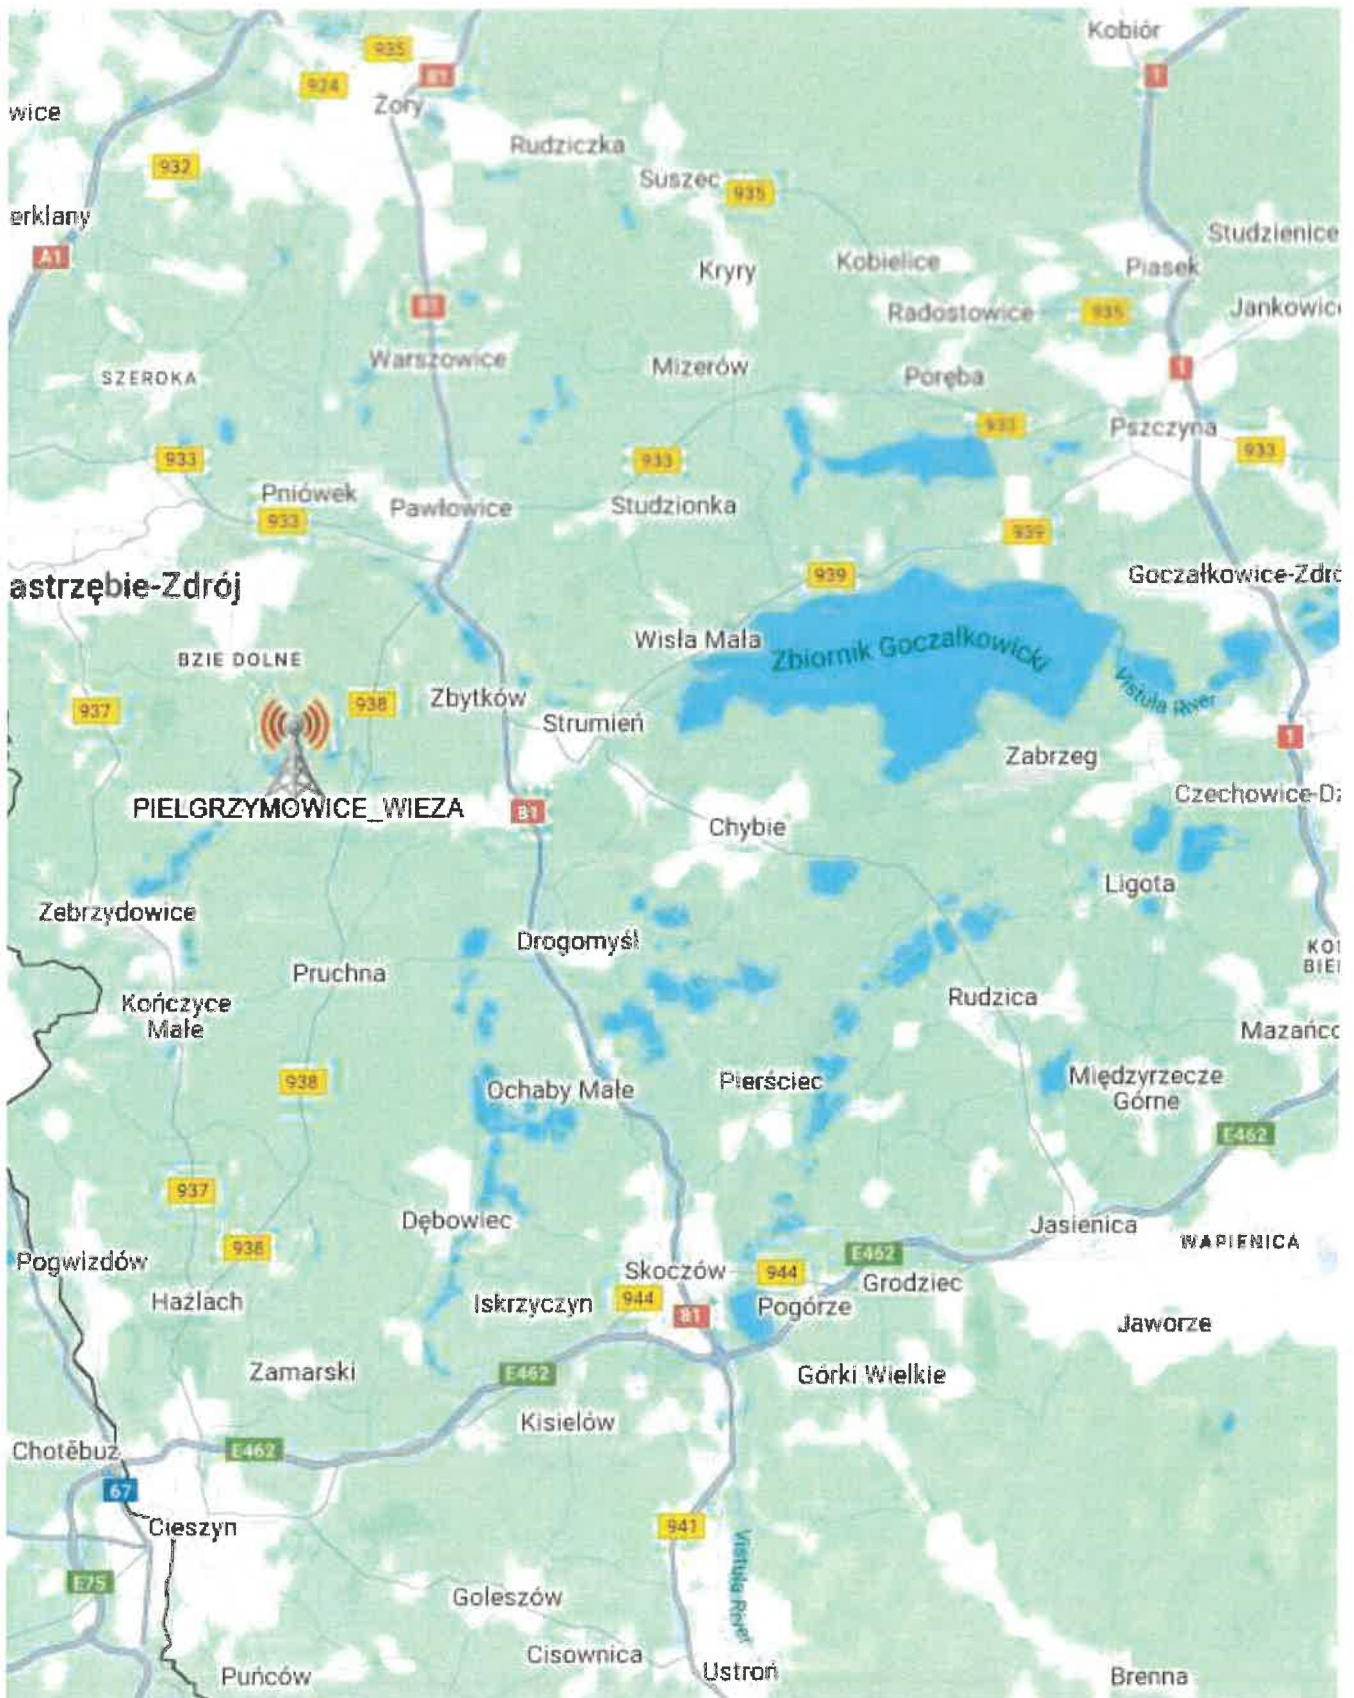 Kobiór
935
81
924
1
Żory
wice
Rudziczka
932
Suszec
935
erklany
Studzienice
A1
Kryry
Kobielice
Piasek
81
Radostowice
935
Jankowic
Warszowice
Mizerów
1
SZEROKA
Poręba
933
Pszczyna
933
933
933
Pniówek
Pawłowice
Studzionka
933
939
939
Goczałkowice-Zdró
astrzębie-Zdrój
Wisła Mała
Zbiornik Goczałkowicki
BZIE DOLNE
Vistula River
937
938
Zbytków
Strumień
1
Zabrzeg
PIELGRZYMOWICE_WIEZA
81
Czechowice-Dz
Chybie
Ligota
Zebrzydowice
Drogomyśl
Pruchna
Rudzica
Kończyce
Małe
Mazańco
938
Ochaby Małe
Pierściec
Międzyrzecze
Górne
E462
937
Dębowiec
Jasienica
938
E462
WAPIENICA
Pogwizdów
Skoczów
944
Grodziec
Hażlach
Iskrzyczyn
944
81
Pogórze
Jaworze
Zamarski
E462
Górki Wielkie
Kisielów
Chotěbuz
E462
67
Cieszyn
941
Vistula River
E75
Goleszów
Cisownica
Ustroń
Puńców
Brenna